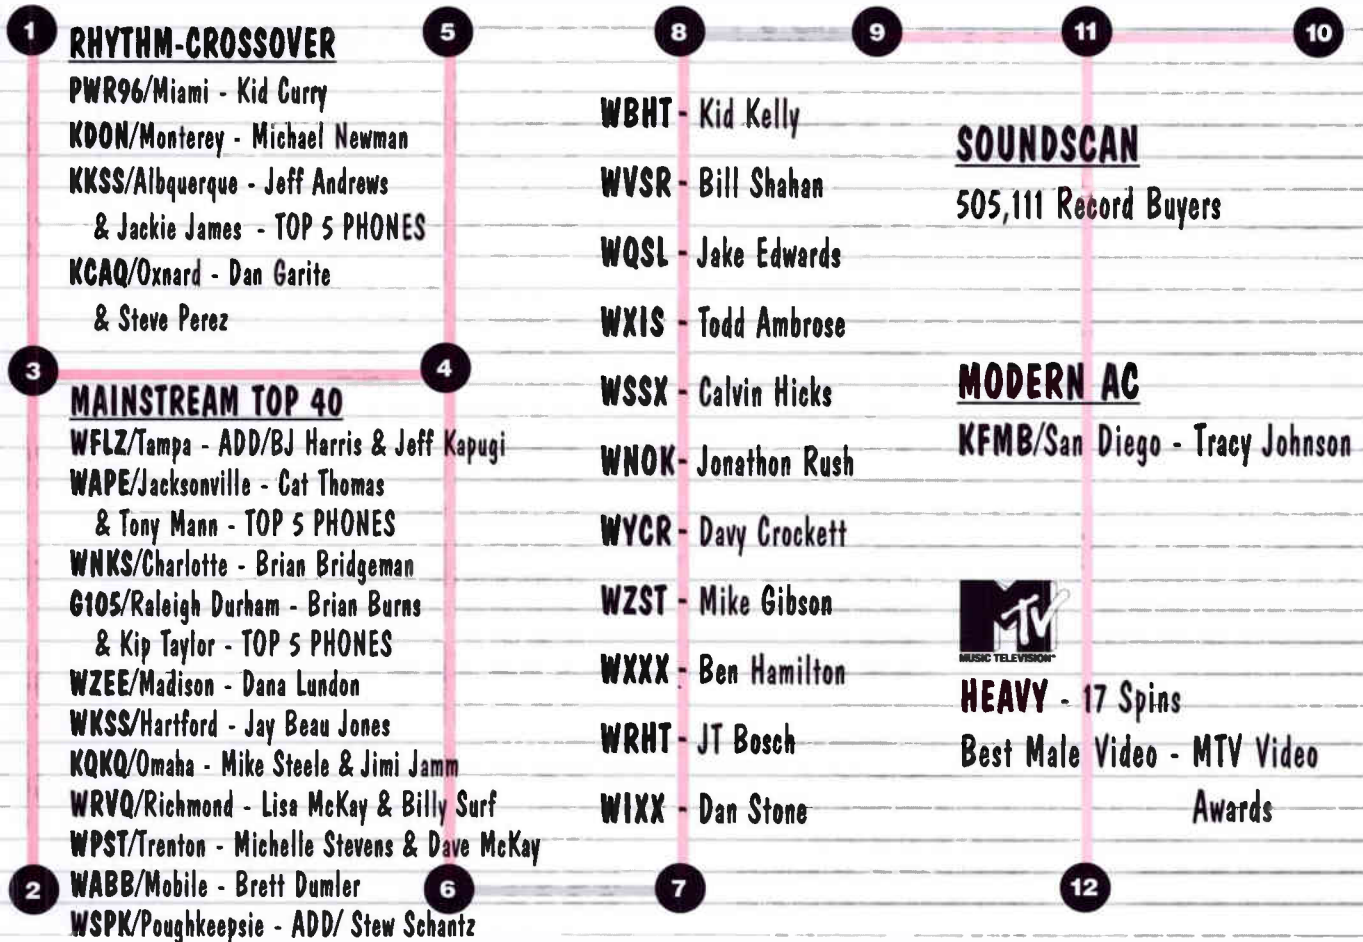 1
5
8
9
11
10
RHYTHM-CROSSOVER
PWR96/Miami - Kid Curry
KDON/Monterey - Michael Newman
KKSS/Albquerque - Jeff Andrews
& Jackie James - TOP 5 PHONES
KCAQ/Oxnard - Dan Garite
& Steve Perez
3
4
MAINSTREAM TOP 40
WFLZ/Tampa - ADD/BJ Harris & Jeff Kapugi
WAPE/Jacksonville - Cat Thomas
& Tony Mann - TOP 5 PHONES
WNKS/Charlotte - Brian Bridgeman
G105/Raleigh Durham - Brian Burns
& Kip Taylor - TOP 5 PHONES
WZEE/Madison - Dana Lundon
WKSS/Hartford - Jay Beau Jones
KQKQ/Omaha - Mike Steele & Jimi Jamm
WRVQ/Richmond - Lisa McKay & Billy Surf
WPST/Trenton - Michelle Stevens & Dave McKay
2
WABB/Mobile - Brett Dumler
6
WSPK/Poughkeepsie - ADD/ Stew Schantz
WBHT - Kid Kelly
WVSR - Bill Shahan
WQSL - Jake Edwards
WXIS - Todd Ambrose
WSSX - Calvin Hicks
WNOK - Jonathon Rush
WYCR - Davy Crockett
WZST - Mike Gibson
WXXX - Ben Hamilton
WRHT - JT Bosch
WIXX - Dan Stone
7
SOUNDSCAN
505,111 Record Buyers
MODERN AC
KFMB/San Diego - Tracy Johnson
MTV
MUSIC TELEVISION
HEAVY - 17 Spins
Best Male Video - MTV Video
Awards
12